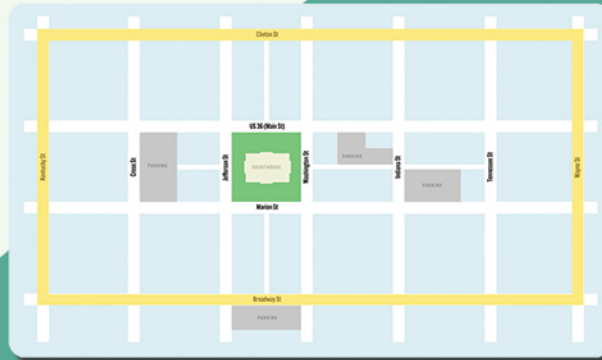 Clinton St
US 36 (Main St)
Kentucky St
Cross St
PARKING
Jefferson St
COURTHOUSE
Washington St
PARKING
Indiana St
PARKING
Tennessee St
Wayne St
Marion St
Broadway St
PARKING